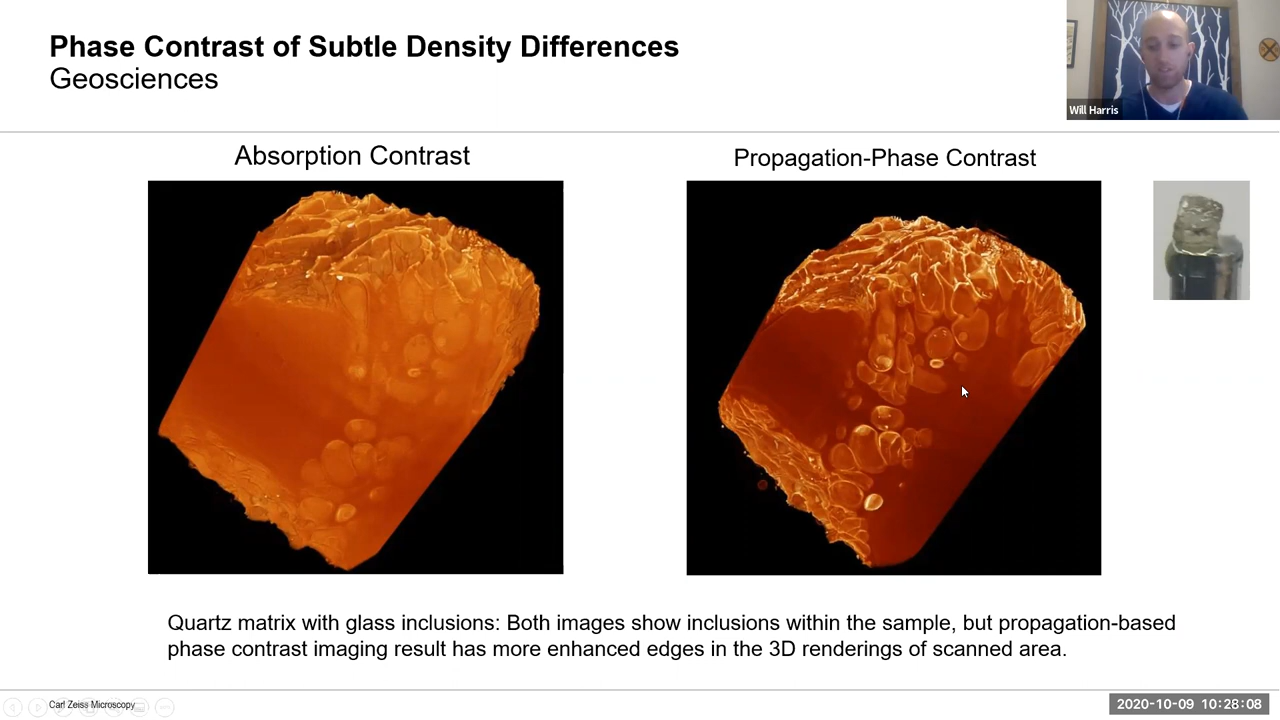 Phase Contrast of Subtle Density Differences
Geosciences
Will Harris
Absorption Contrast
Propagation-Phase Contrast
Quartz matrix with glass inclusions: Both images show inclusions within the sample, but propagation-based
phase contrast imaging result has more enhanced edges in the 3D renderings of scanned area.
Carl Zeiss Microscopy
2020-10-09 10:28:08